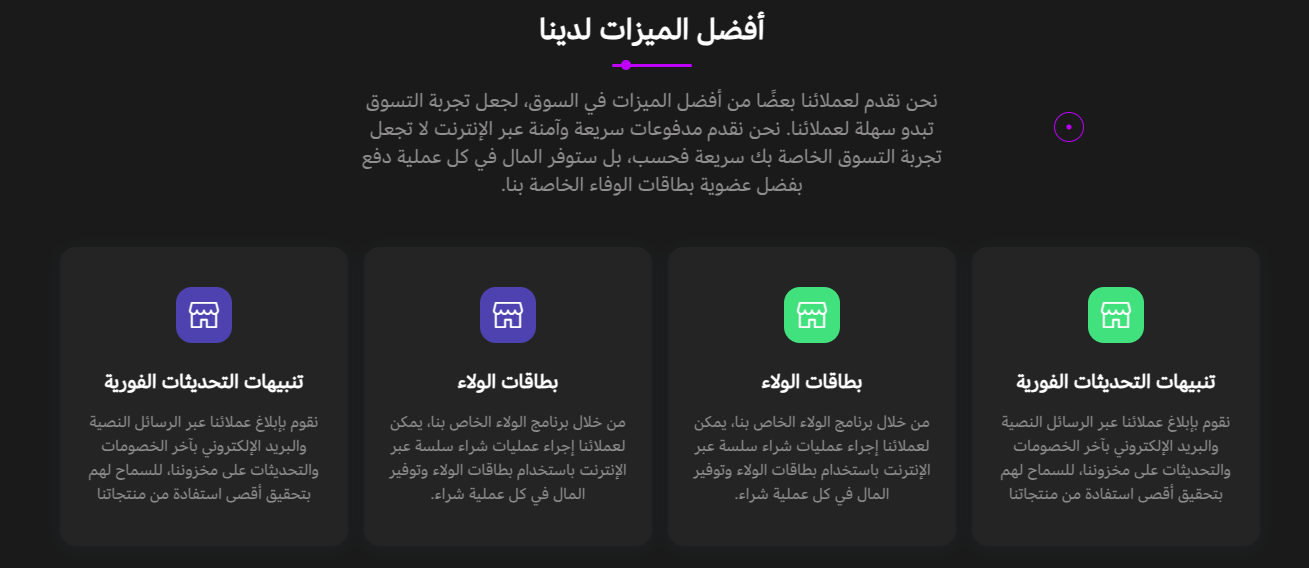 أفضل الميزات لدينا
نحن نقدم لعملائنا بعضًا من أفضل الميزات في السوق، لجعل تجربة التسوق
تبدو سهلة لعملائنا. نحن نقدم مدفوعات سريعة وآمنة عبر الإنترنت لا تجعل
تجربة التسوق الخاصة بك سريعة فحسب، بل ستوفر المال في كل عملية دفع
بفضل عضوية بطاقات الوفاء الخاصة بنا.
تنبيهات التحديثات الفورية
نقوم بإبلاغ عملائنا عبر الرسائل النصية
والبريد الإلكتروني بآخر الخصومات
والتحديثات على مخزوننا، للسماح لهم
بتحقيق أقصى استفادة من منتجاتنا
بطاقات الولاء
من خلال برنامج الولاء الخاص بنا، يمكن
لعملائنا إجراء عمليات شراء سلسة عبر
الإنترنت باستخدام بطاقات الولاء وتوفير
المال في كل عملية شراء.
بطاقات الولاء
من خلال برنامج الولاء الخاص بنا، يمكن
لعملائنا إجراء عمليات شراء سلسة عبر
الإنترنت باستخدام بطاقات الولاء وتوفير
المال في كل عملية شراء.
تنبيهات التحديثات الفورية
نقوم بإبلاغ عملائنا عبر الرسائل النصية
والبريد الإلكتروني بآخر الخصومات
والتحديثات على مخزوننا، للسماح لهم
بتحقيق أقصى استفادة من منتجاتنا